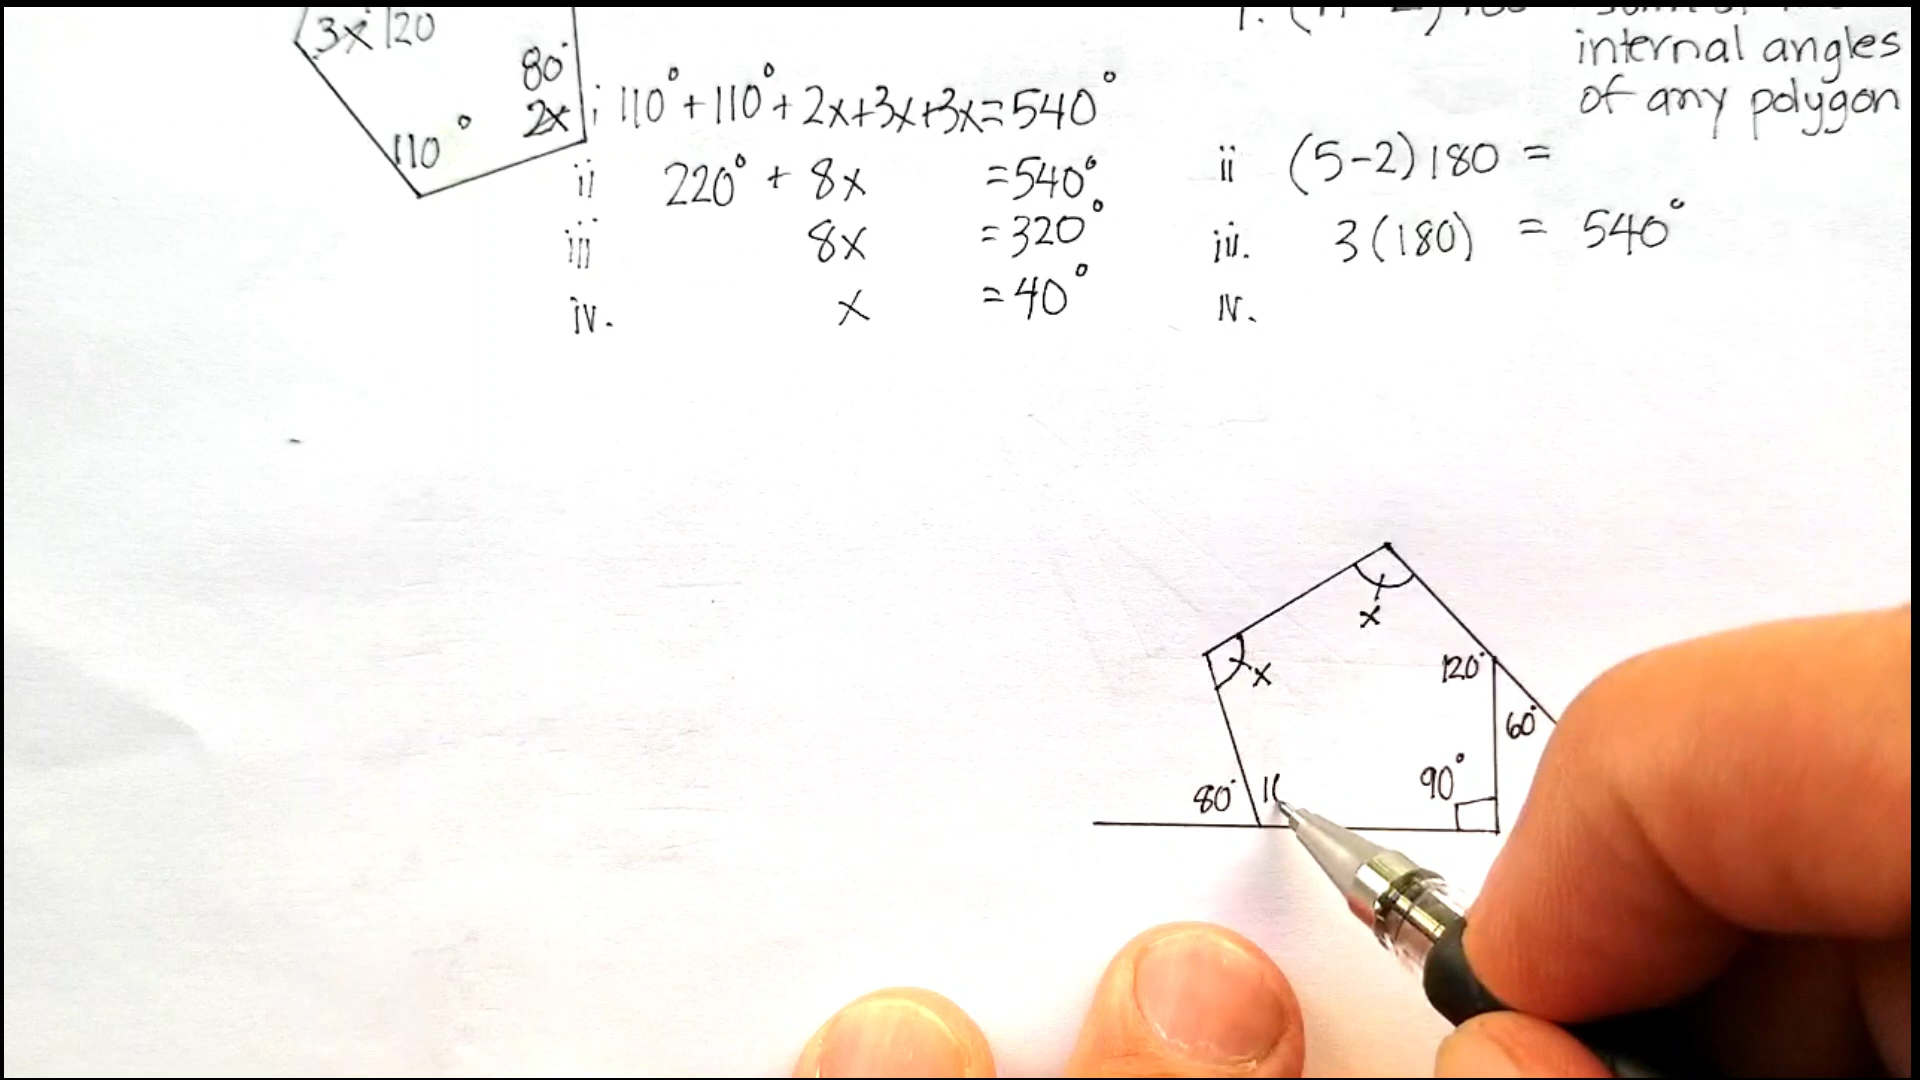 3x° 120
80°
2x
110°
i 110° + 110° + 2x+3x+3x = 540°
ii 220° + 8x = 540°
iii 8x = 320°
iv. x = 40°
internal angles
of any polygon
ii (5-2)180 =
iii. 3(180) = 540°
iv.
x
x
120°
60°
90°
80°